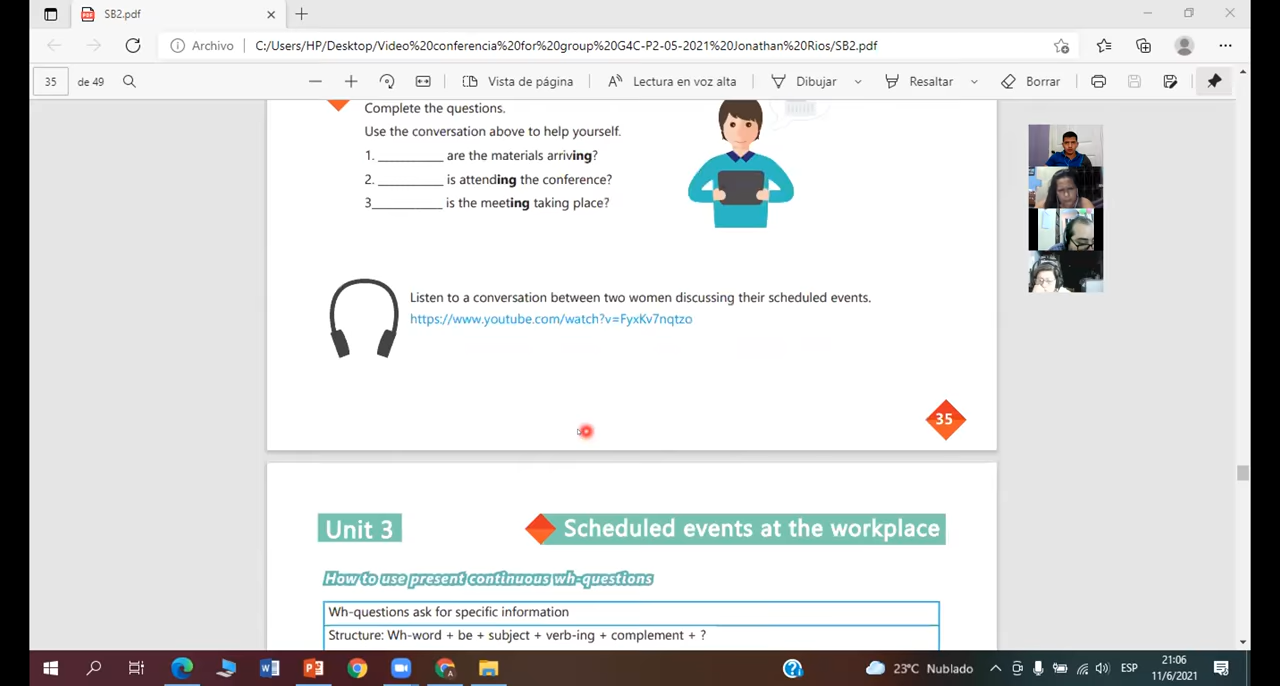 SB2.pdf
Archivo C:/Users/HP/Desktop/Video%20conferencia%20for%20group%20G4C-P2-05-2021%20Jonathan%20Rios/SB2.pdf
35 de 49 Vista de página Lectura en voz alta Dibujar Resaltar Borrar
Complete the questions.
Use the conversation above to help yourself.
1. ___________ are the materials arriving?
2. ___________ is attending the conference?
3____________ is the meeting taking place?
Listen to a conversation between two women discussing their scheduled events.
https://www.youtube.com/watch?v=FyxKv7nqtzo
35
Unit 3
Scheduled events at the workplace
How to use present continuous wh-questions
Wh-questions ask for specific information
Structure: Wh-word + be + subject + verb-ing + complement + ?
23°C Nublado ESP 21:06
11/6/2021